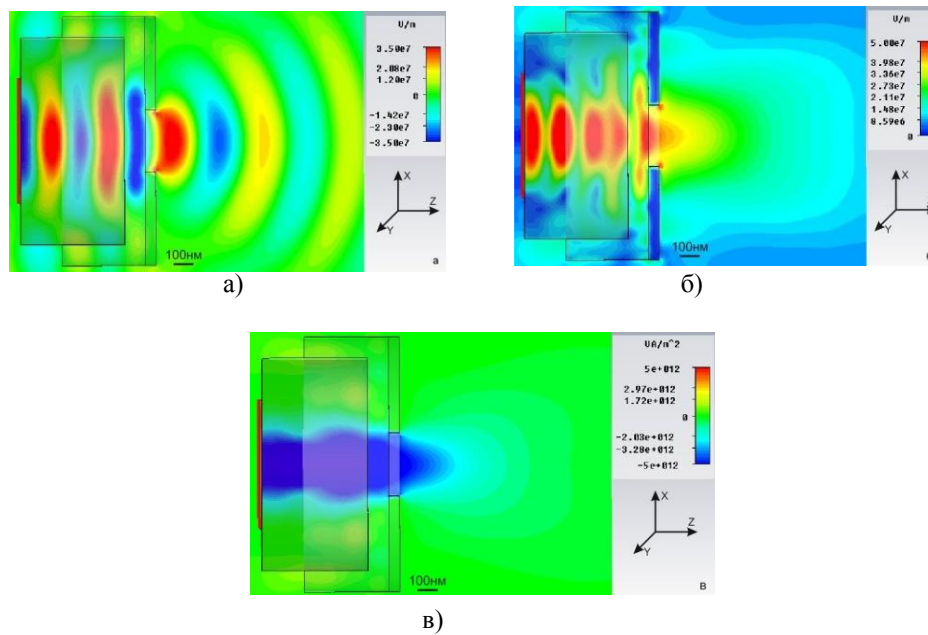 V/m
3.50e7
2.08e7
1.20e7
0
-1.42e7
-2.30e7
-3.50e7
X
Z
Y
100нм
а
а)
V/m
5.00e7
3.98e7
3.36e7
2.73e7
2.11e7
1.48e7
8.59e6
0
X
Z
Y
100нм
б)
VA/m^2
5e+012
2.97e+012
1.72e+012
0
-2.03e+012
-3.28e+012
-5e+012
X
Z
Y
100нм
в
в)